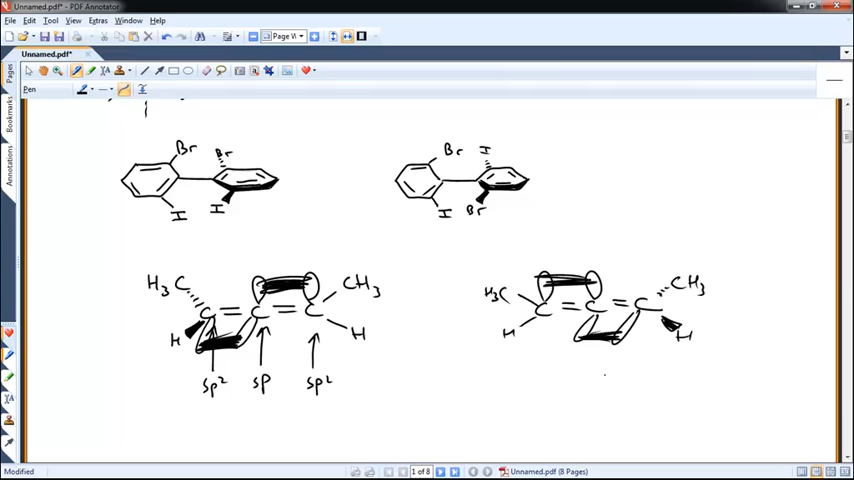 Unnamed.pdf* - PDF Annotator
File Edit Tool View Extras Window Help
Page W
Unnamed.pdf*
Pen
Pages
Bookmarks
Annotations
Br Br
I I
Br I
I Br
H₃C CH₃
C = C = C
H H
sp² sp sp²
H₃C CH₃
C = C = C
H H
Modified
1 of 8
Unnamed.pdf (8 Pages)